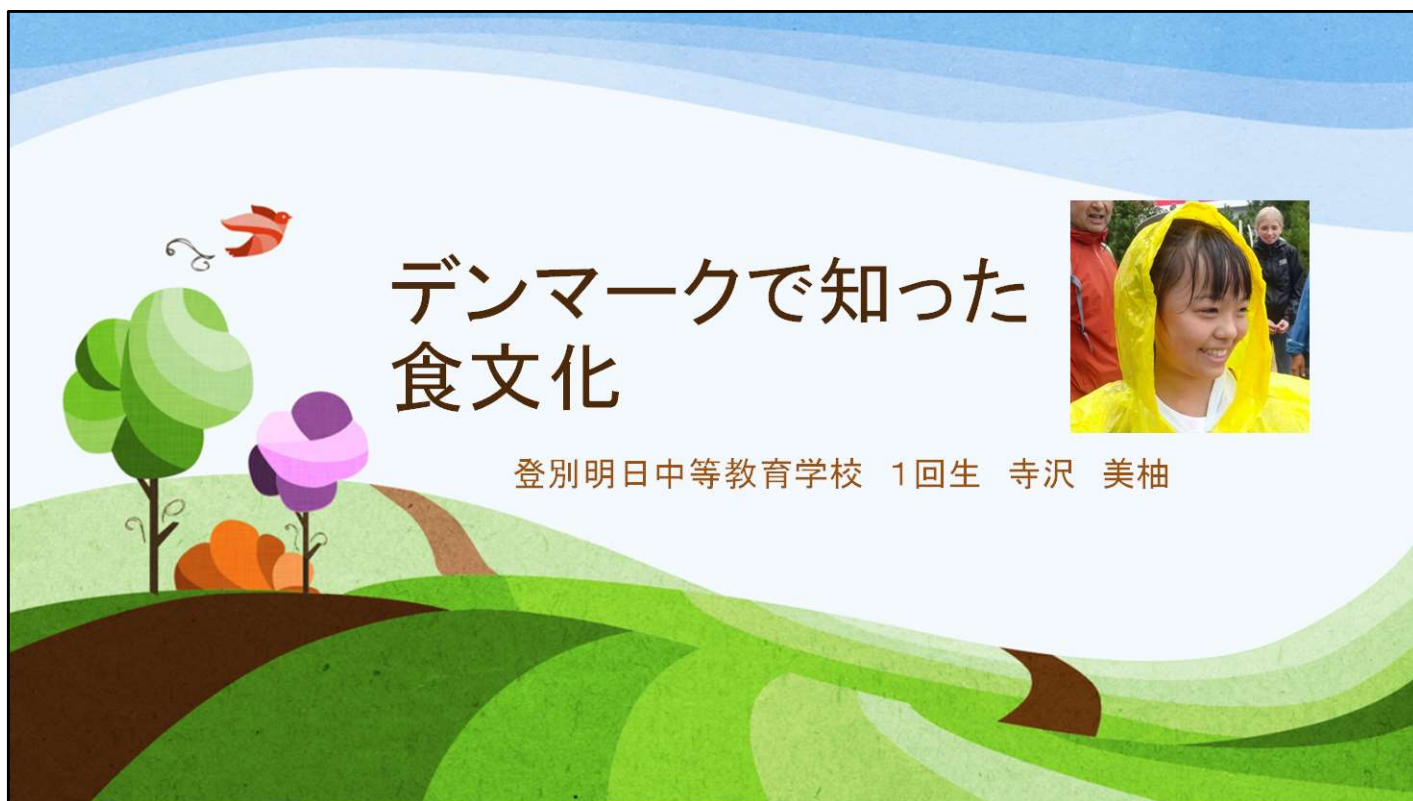 デンマークで知った
食文化
登別明日中等教育学校　1回生　寺沢　美柚